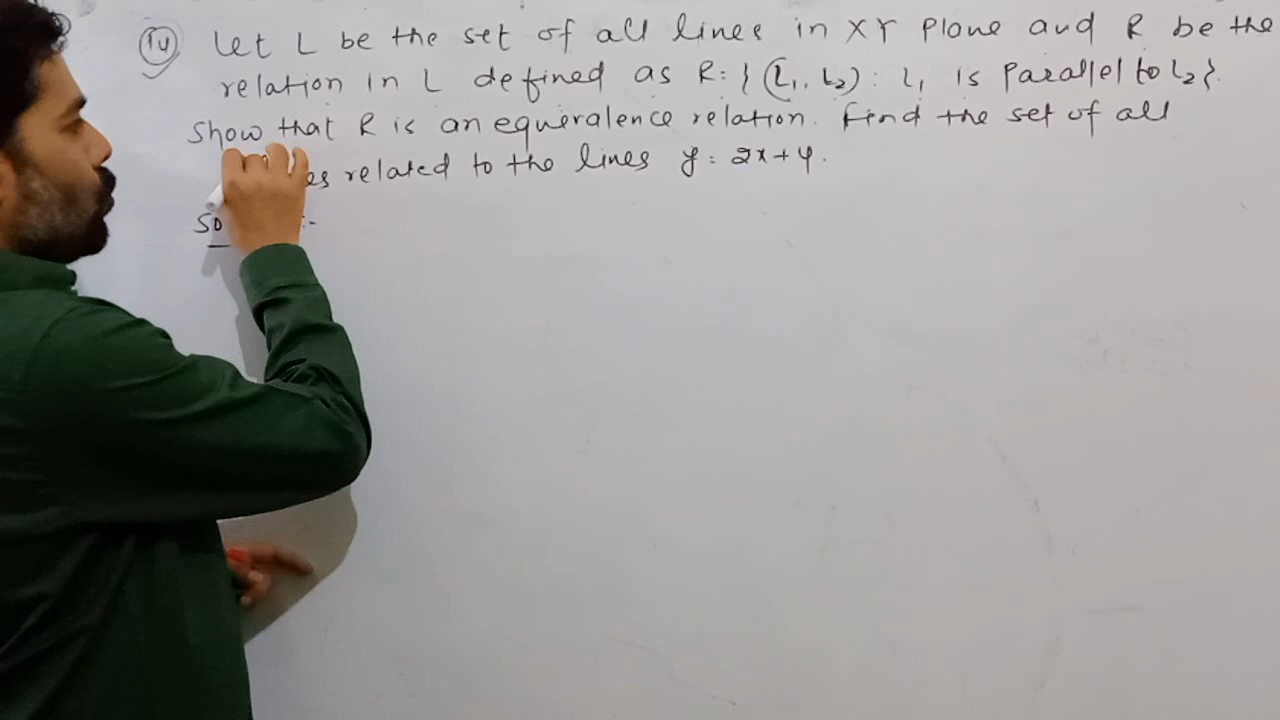 (14) Let L be the set of all lines in XY Plane and R be the
relation in L defined as R = { (L₁, L₂) : L₁ is Parallel to L₂ }.
Show that R is an equivalence relation. Find the set of all
related to the lines y = 2x + 4.